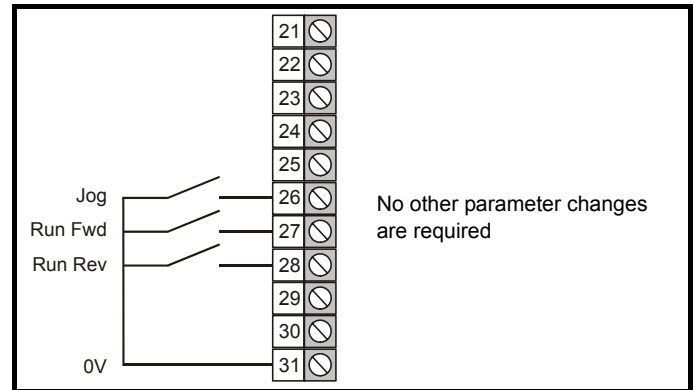 21
22
23
24
25
Jog 26
Run Fwd 27
Run Rev 28
29
30
0V 31
No other parameter changes
are required